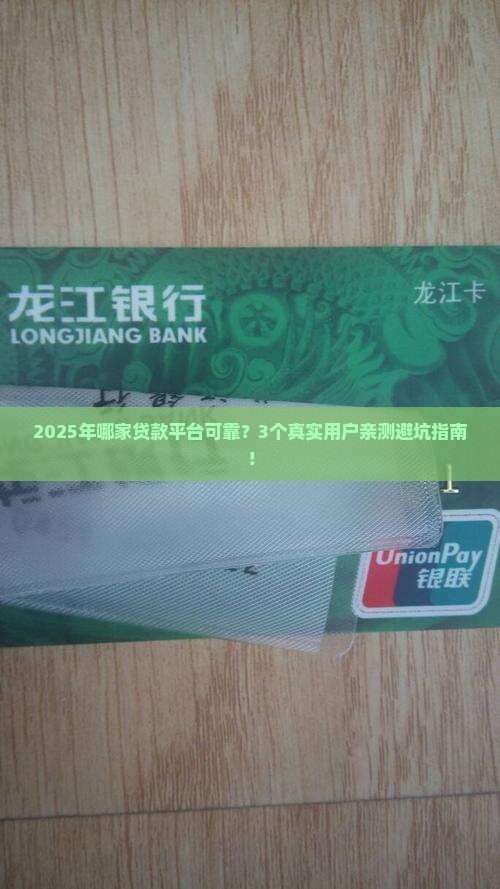 龙江银行
龙江卡
LONGJIANG BANK
2025年哪家贷款平台可靠？3个真实用户亲测避坑指南
！
1
UnionPay
银联